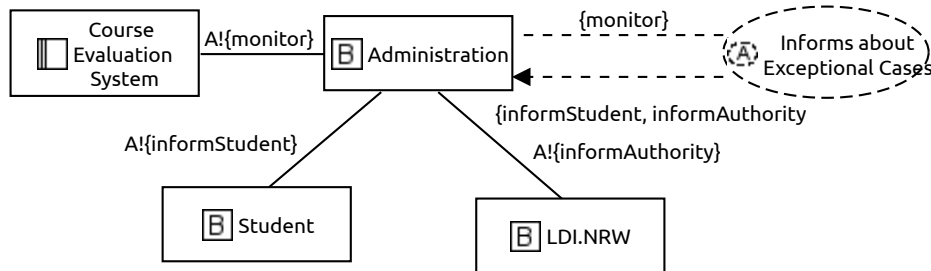 Course
Evaluation
System
A!{monitor}
B Administration
{monitor}
A Informs about
Exceptional Cases
{informStudent, informAuthority
A!{informStudent}
A!{informAuthority}
B Student
B LDI.NRW